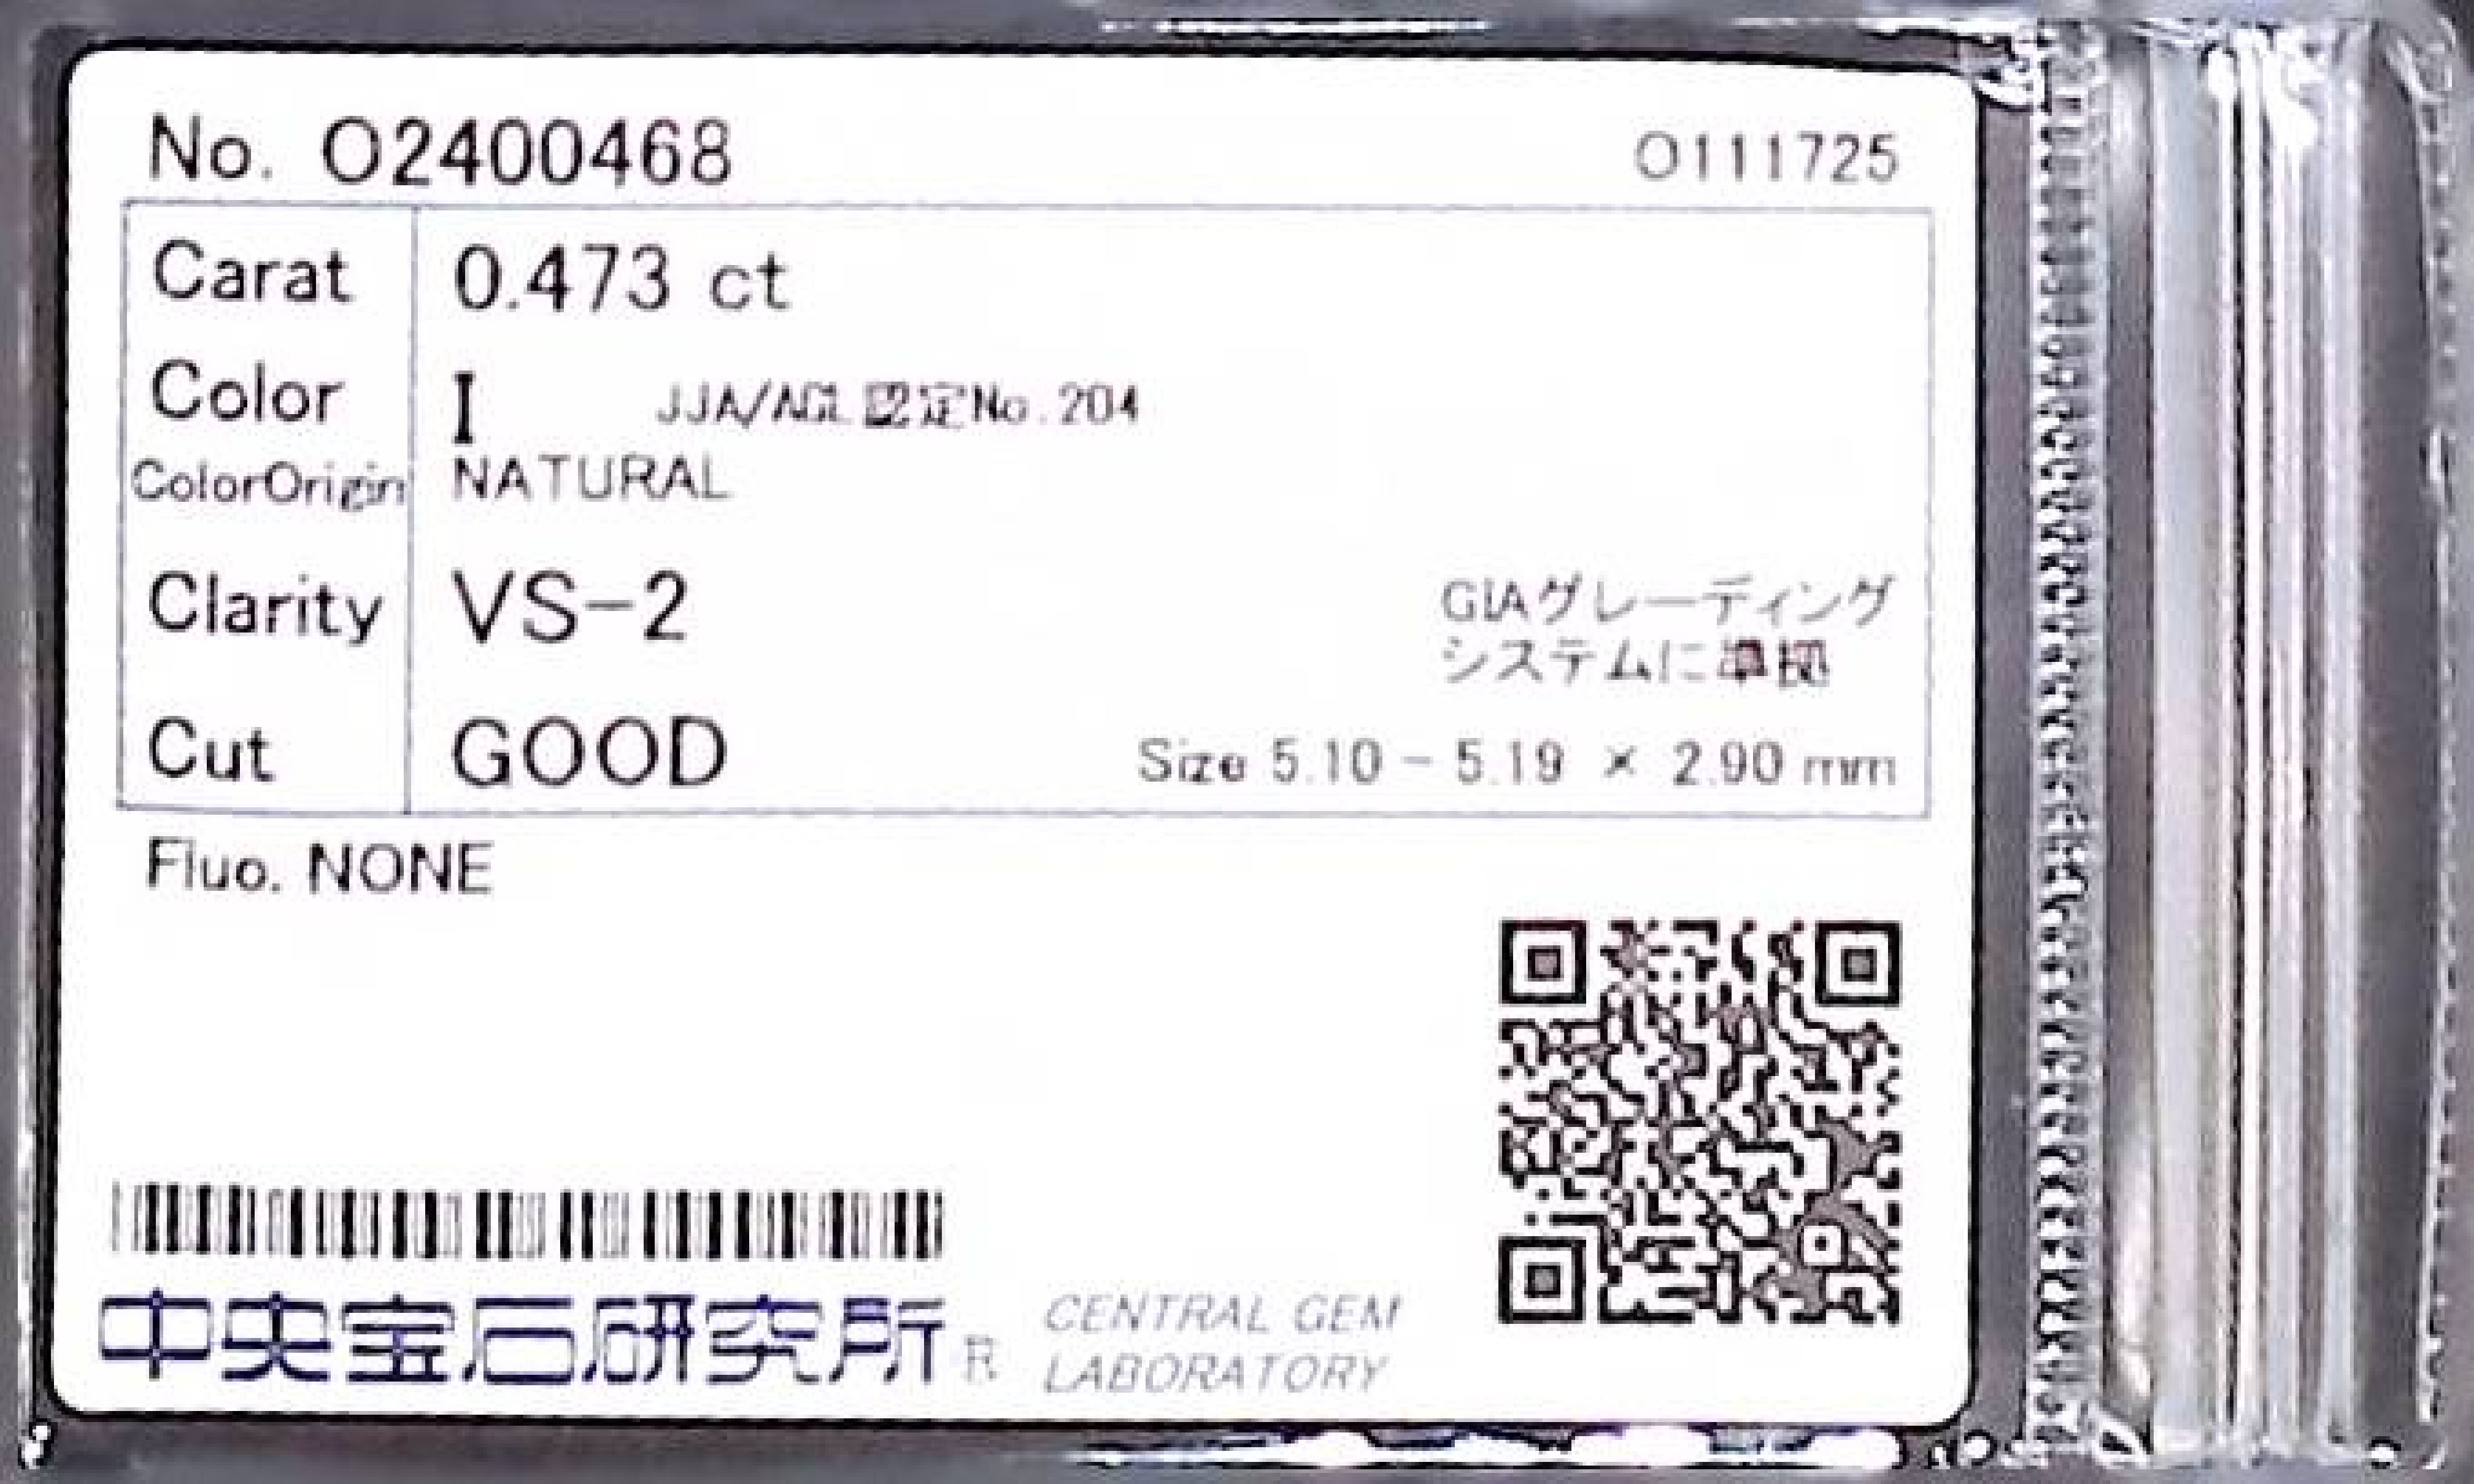 No. O2400468 O111725
Carat 0.473 ct
Color I JJA/AGL認定No.204
ColorOrigin NATURAL
Clarity VS-2
GIAグレーディング
システムに準拠
Cut GOOD Size 5.10 - 5.19 × 2.90 mm
Fluo. NONE
中央宝石研究所 R CENTRAL GEM
LABORATORY